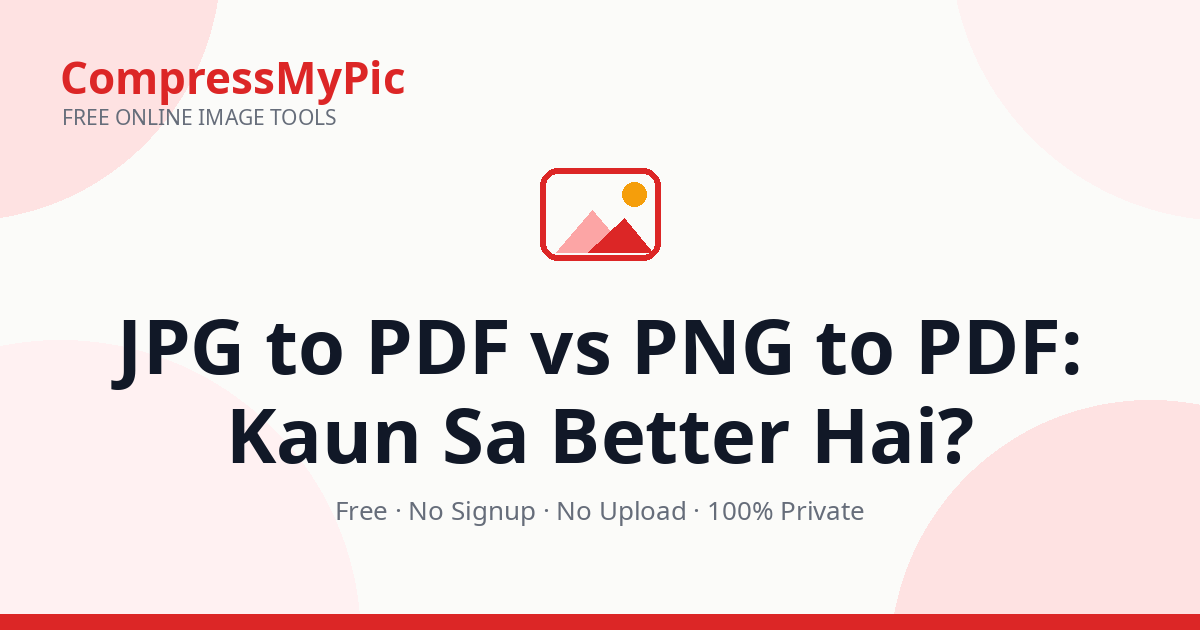 CompressMyPic
FREE ONLINE IMAGE TOOLS
JPG to PDF vs PNG to PDF:
Kaun Sa Better Hai?
Free · No Signup · No Upload · 100% Private